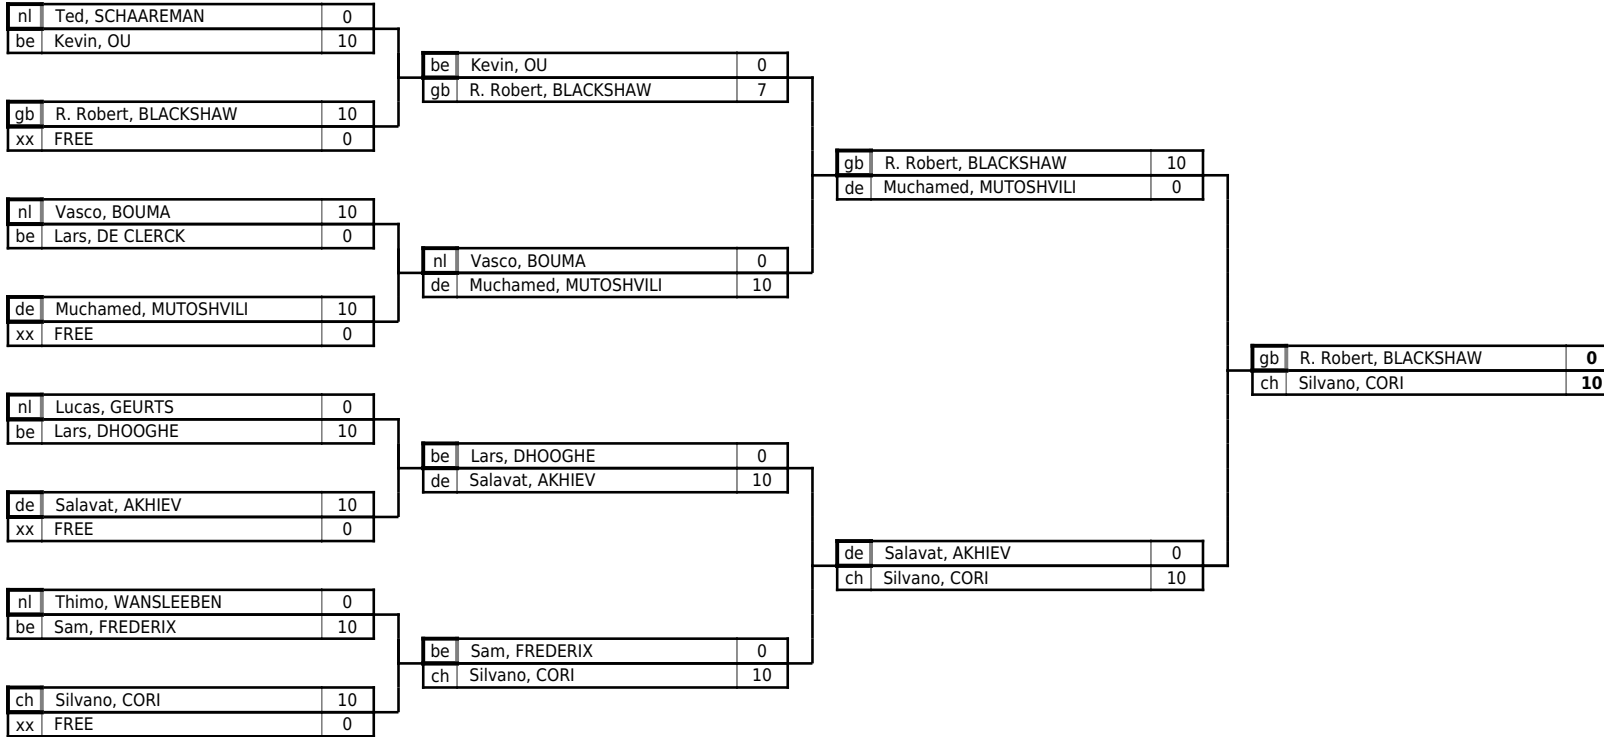 nl Ted, SCHAAREMAN 0
be Kevin, OU 10
gb R. Robert, BLACKSHAW 10
xx FREE 0
nl Vasco, BOUMA 10
be Lars, DE CLERCK 0
de Muchamed, MUTOSHVILI 10
xx FREE 0
nl Lucas, GEURTS 0
be Lars, DHOOGHE 10
de Salavat, AKHIEV 10
xx FREE 0
nl Thimo, WANSLEEBEN 0
be Sam, FREDERIX 10
ch Silvano, CORI 10
xx FREE 0
be Kevin, OU 0
gb R. Robert, BLACKSHAW 7
nl Vasco, BOUMA 0
de Muchamed, MUTOSHVILI 10
be Lars, DHOOGHE 0
de Salavat, AKHIEV 10
be Sam, FREDERIX 0
ch Silvano, CORI 10
gb R. Robert, BLACKSHAW 10
de Muchamed, MUTOSHVILI 0
de Salavat, AKHIEV 0
ch Silvano, CORI 10
gb R. Robert, BLACKSHAW 0
ch Silvano, CORI 10